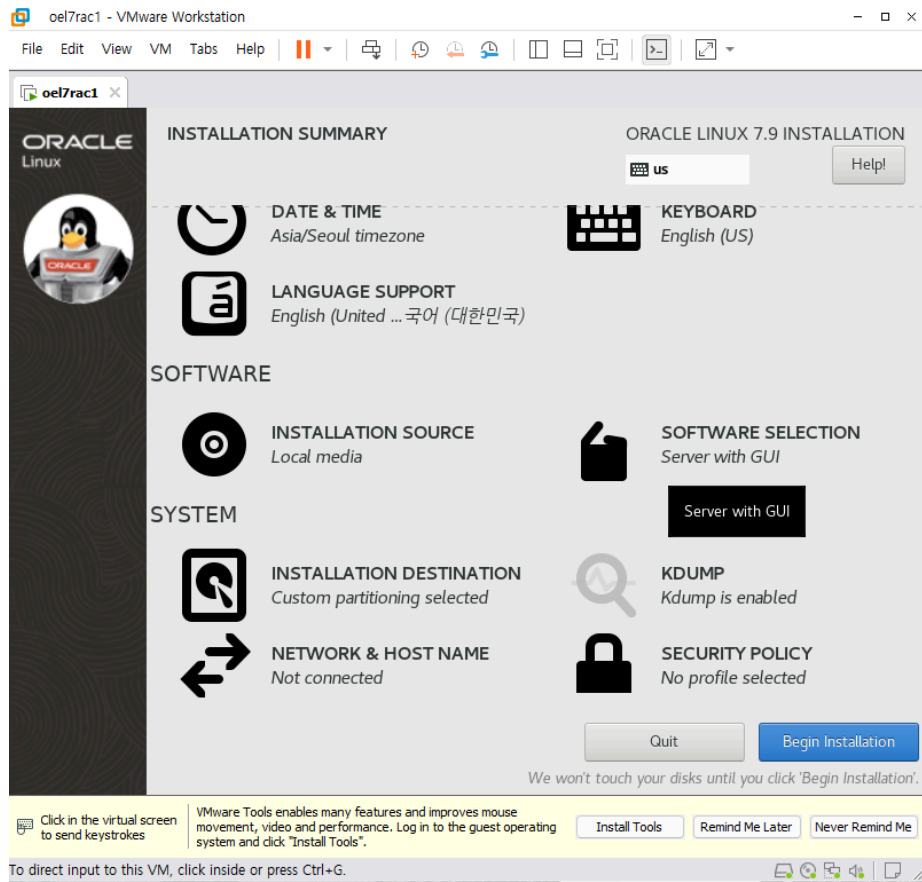 oel7rac1 - VMware Workstation
File Edit View VM Tabs Help
oel7rac1
ORACLE
Linux
ORACLE
INSTALLATION SUMMARY
ORACLE LINUX 7.9 INSTALLATION
us
Help!
DATE & TIME
Asia/Seoul timezone
KEYBOARD
English (US)
á
LANGUAGE SUPPORT
English (United ...국어 (대한민국)
SOFTWARE
INSTALLATION SOURCE
Local media
SOFTWARE SELECTION
Server with GUI
Server with GUI
SYSTEM
INSTALLATION DESTINATION
Custom partitioning selected
KDUMP
Kdump is enabled
NETWORK & HOST NAME
Not connected
SECURITY POLICY
No profile selected
Quit
Begin Installation
We won't touch your disks until you click 'Begin Installation'.
Click in the virtual screen
to send keystrokes
VMware Tools enables many features and improves mouse
movement, video and performance. Log in to the guest operating
system and click "Install Tools".
Install Tools
Remind Me Later
Never Remind Me
To direct input to this VM, click inside or press Ctrl+G.